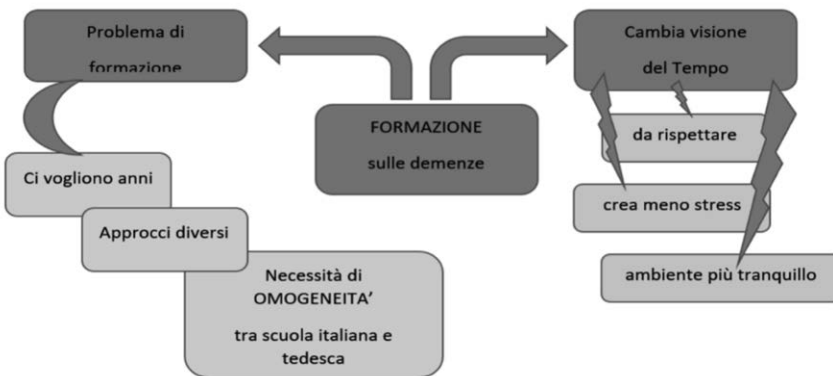 Problema di
formazione
Cambia visione
del Tempo
FORMAZIONE
sulle demenze
da rispettare
Ci vogliono anni
crea meno stress
Approcci diversi
ambiente più tranquillo
Necessità di
OMOGENEITA'
tra scuola italiana e
tedesca